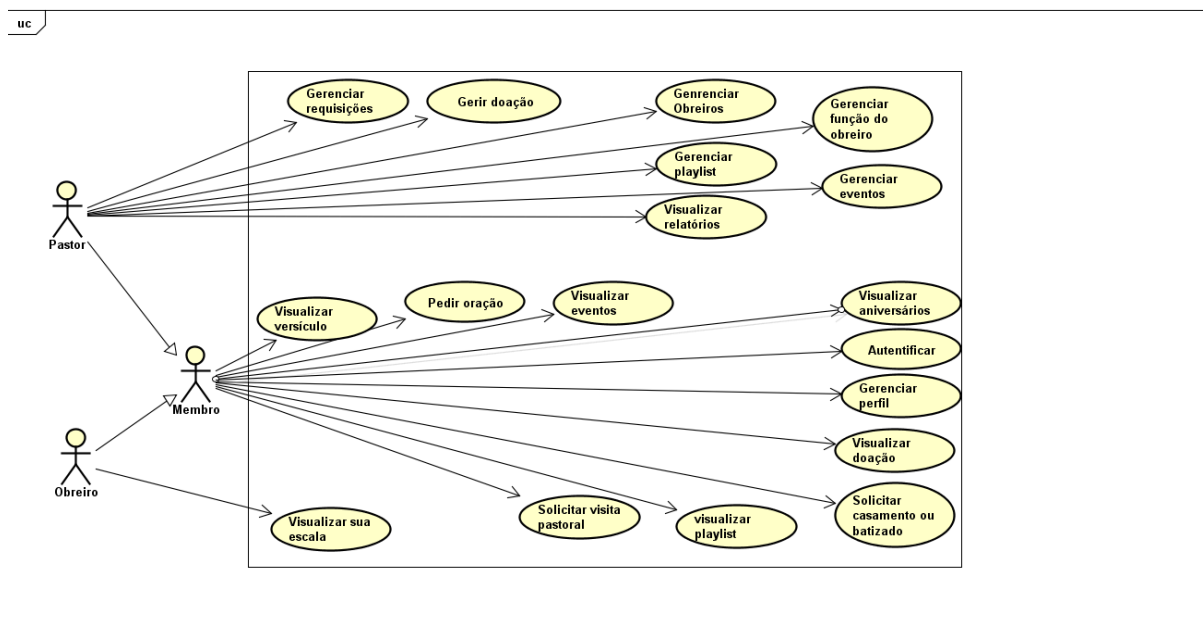 uc
Gerenciar
requisições
Gerir doação
Genrenciar
Obreiros
Gerenciar
função do
obreiro
Gerenciar
playlist
Gerenciar
eventos
Visualizar
relatórios
Pastor
Visualizar
versículo
Pedir oração
Visualizar
eventos
Visualizar
aniversários
Autentificar
Membro
Gerenciar
perfil
Visualizar
doação
Obreiro
Visualizar sua
escala
Solicitar visita
pastoral
visualizar
playlist
Solicitar
casamento ou
batizado